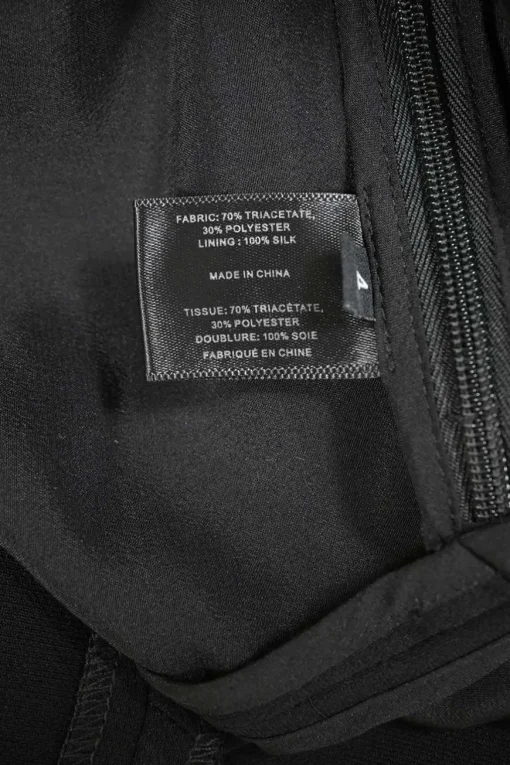 FABRIC: 70% TRIACETATE,
30% POLYESTER
LINING : 100% SILK
MADE IN CHINA
TISSUE: 70% TRIACÉTATE,
30% POLYESTER
DOUBLURE: 100% SOIE
FABRIQUÉ EN CHINE
4